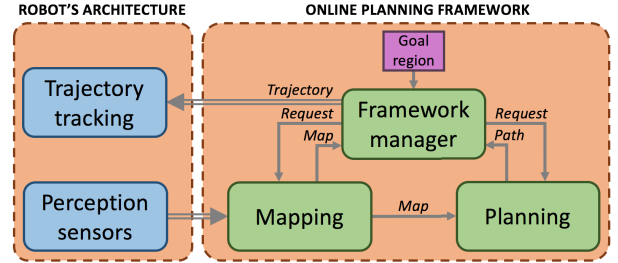 ROBOT'S ARCHITECTURE
ONLINE PLANNING FRAMEWORK
Goal
region
Trajectory
tracking
Trajectory
Framework
manager
Request
Map
Request
Path
Perception
sensors
Mapping
Map
Planning